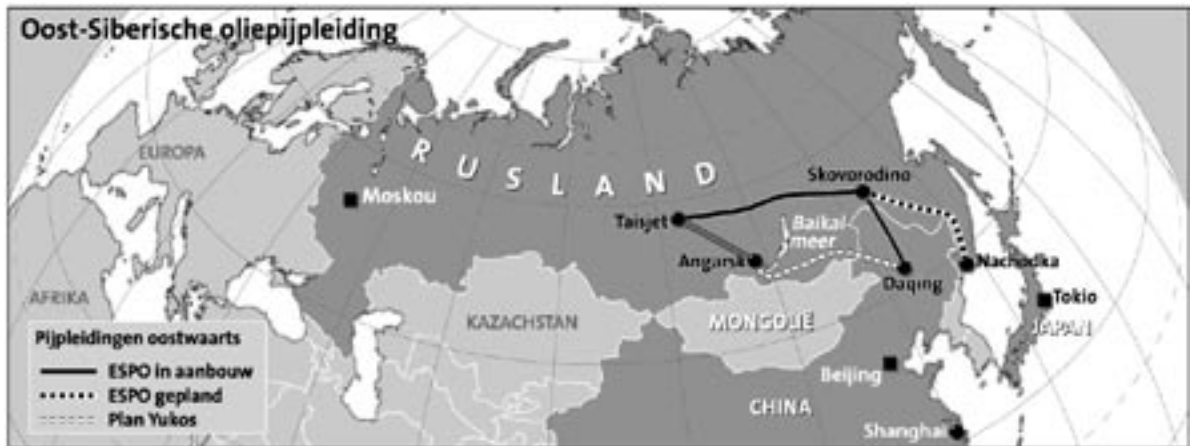 Oost-Siberische oliepijpleiding
EUROPA
RUSLAND
Moskou
Skovorodino
Taisjet
Baikal
meer
Angarsk
Nachodka
Daqing
AFRIKA
KAZACHSTAN
MONGOLIË
Tokio
JAPAN
Beijing
CHINA
Shanghai
Pijpleidingen oostwaarts
ESPO in aanbouw
ESPO gepland
Plan Yukos